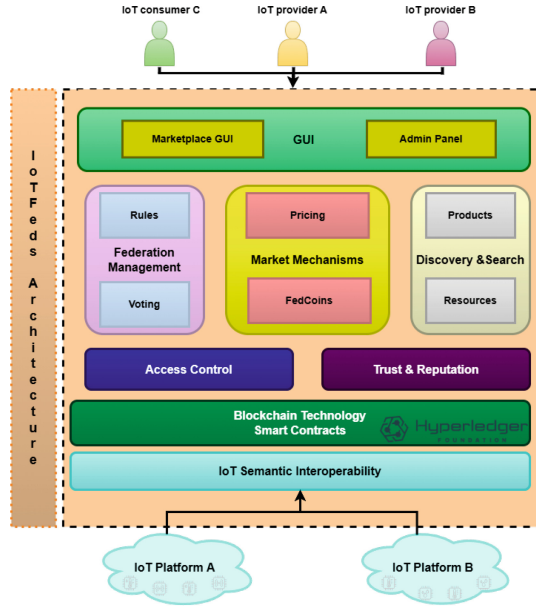 IoT consumer C
IoT provider A
IoT provider B
IoTFeds Architecture
Marketplace GUI
GUI
Admin Panel
Rules
Federation
Management
Voting
Pricing
Market Mechanisms
FedCoins
Products
Discovery &Search
Resources
Access Control
Trust & Reputation
Blockchain Technology
Smart Contracts
Hyperledger
FOUNDATION
IoT Semantic Interoperability
IoT Platform A
IoT Platform B